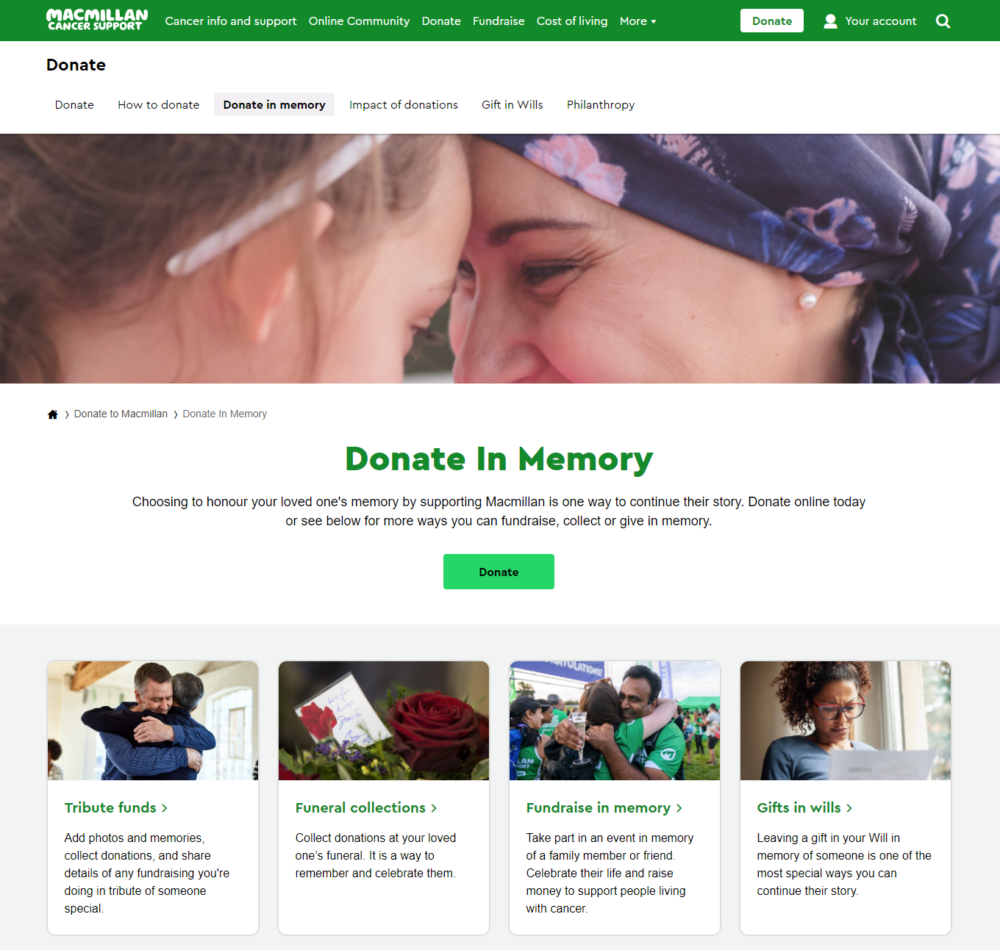 MACMILLAN
CANCER SUPPORT
Cancer info and support
Online Community
Donate
Fundraise
Cost of living
More
Donate
Your account
Donate
Donate
How to donate
Donate in memory
Impact of donations
Gift in Wills
Philanthropy
Donate to Macmillan
Donate In Memory
Donate In Memory
Choosing to honour your loved one's memory by supporting Macmillan is one way to continue their story. Donate online today
or see below for more ways you can fundraise, collect or give in memory.
Donate
Tribute funds
Add photos and memories,
collect donations, and share
details of any fundraising you're
doing in tribute of someone
special.
Funeral collections
Collect donations at your loved
one’s funeral. It is a way to
remember and celebrate them.
Fundraise in memory
Take part in an event in memory
of a family member or friend.
Celebrate their life and raise
money to support people living
with cancer.
Gifts in wills
Leaving a gift in your Will in
memory of someone is one of the
most special ways you can
continue their story.